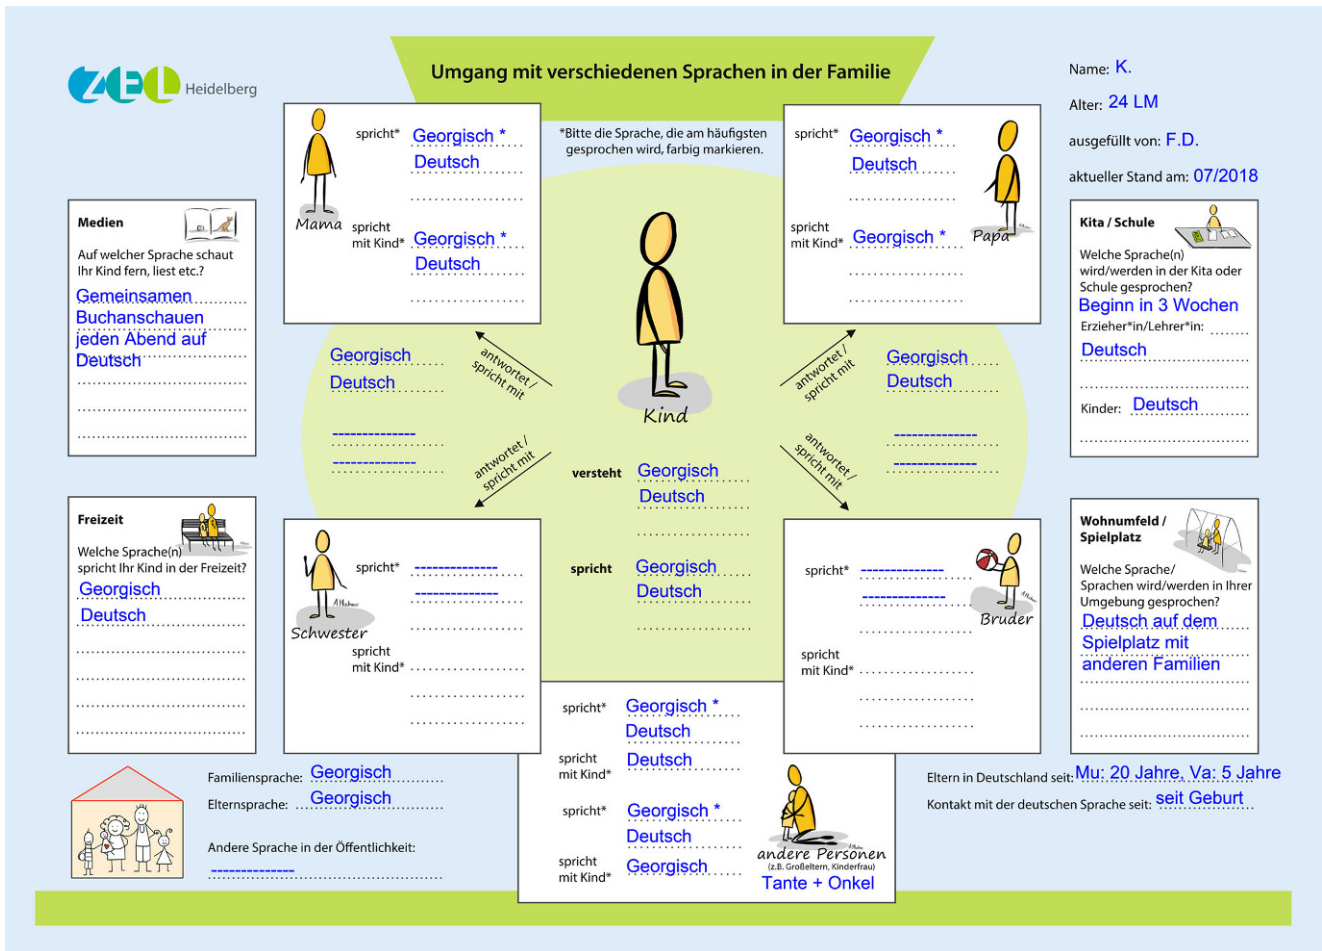 ZEL Heidelberg
Umgang mit verschiedenen Sprachen in der Familie
Name: K.
Alter: 24 LM
ausgefüllt von: F.D.
aktueller Stand am: 07/2018
*Bitte die Sprache, die am häufigsten
gesprochen wird, farbig markieren.
Mama
spricht* Georgisch *
Deutsch
spricht
mit Kind* Georgisch *
Deutsch
Papa
spricht* Georgisch *
Deutsch
spricht
mit Kind* Georgisch *
Medien
Auf welcher Sprache schaut
Ihr Kind fern, liest etc.?
Gemeinsamen
Buchanschauen
jeden Abend auf
Deutsch
Kita / Schule
Welche Sprache(n)
wird/werden in der Kita oder
Schule gesprochen?
Beginn in 3 Wochen
Erzieher*in/Lehrer*in:
Deutsch
Kinder: Deutsch
Georgisch
Deutsch
antwortet /
spricht mit
Kind
antwortet /
spricht mit
Georgisch
Deutsch
antwortet /
spricht mit
antwortet /
spricht mit
versteht Georgisch
Deutsch
spricht Georgisch
Deutsch
Freizeit
Welche Sprache(n)
spricht Ihr Kind in der Freizeit?
Georgisch
Deutsch
Schwester
spricht* --------------
--------------
spricht
mit Kind*
Bruder
spricht* --------------
--------------
spricht
mit Kind*
Wohnumfeld /
Spielplatz
Welche Sprache/
Sprachen wird/werden in Ihrer
Umgebung gesprochen?
Deutsch auf dem
Spielplatz mit
anderen Familien
spricht* Georgisch *
Deutsch
spricht
mit Kind* Deutsch
spricht* Georgisch *
Deutsch
spricht
mit Kind* Georgisch
andere Personen
(z.B. Großeltern, Kinderfrau)
Tante + Onkel
Familiensprache: Georgisch
Elternsprache: Georgisch
Andere Sprache in der Öffentlichkeit:
--------------
Eltern in Deutschland seit: Mu: 20 Jahre, Va: 5 Jahre
Kontakt mit der deutschen Sprache seit: seit Geburt